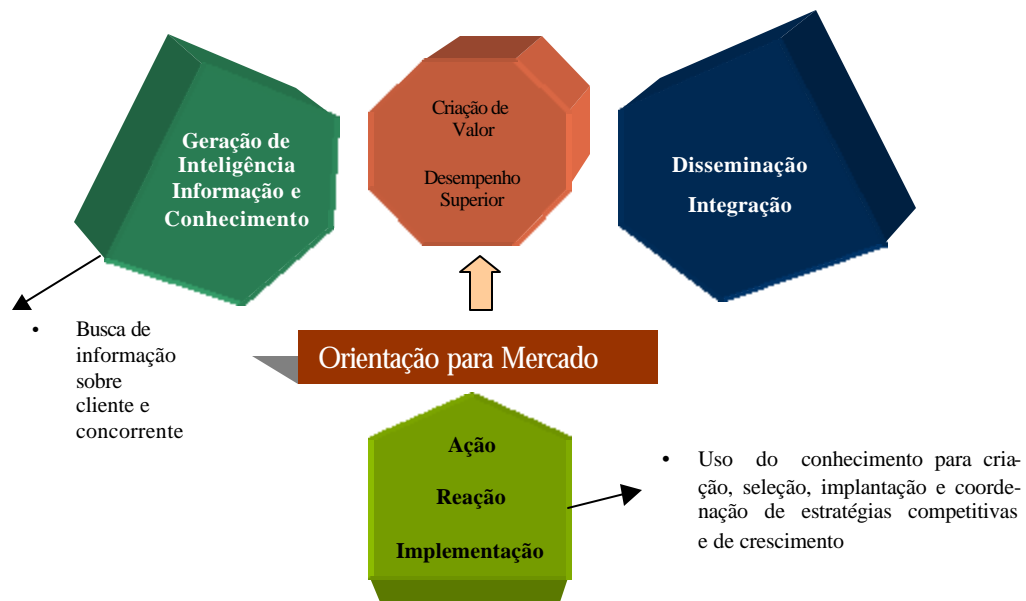 Geração de
Inteligência
Informação e
Conhecimento
Criação de
Valor
Desempenho
Superior
Disseminação
Integração
• Busca de
informação
sobre
cliente e
concorrente
Orientação para Mercado
Ação
Reação
Implementação
• Uso do conhecimento para cria-
ção, seleção, implantação e coorde-
nação de estratégias competitivas
e de crescimento